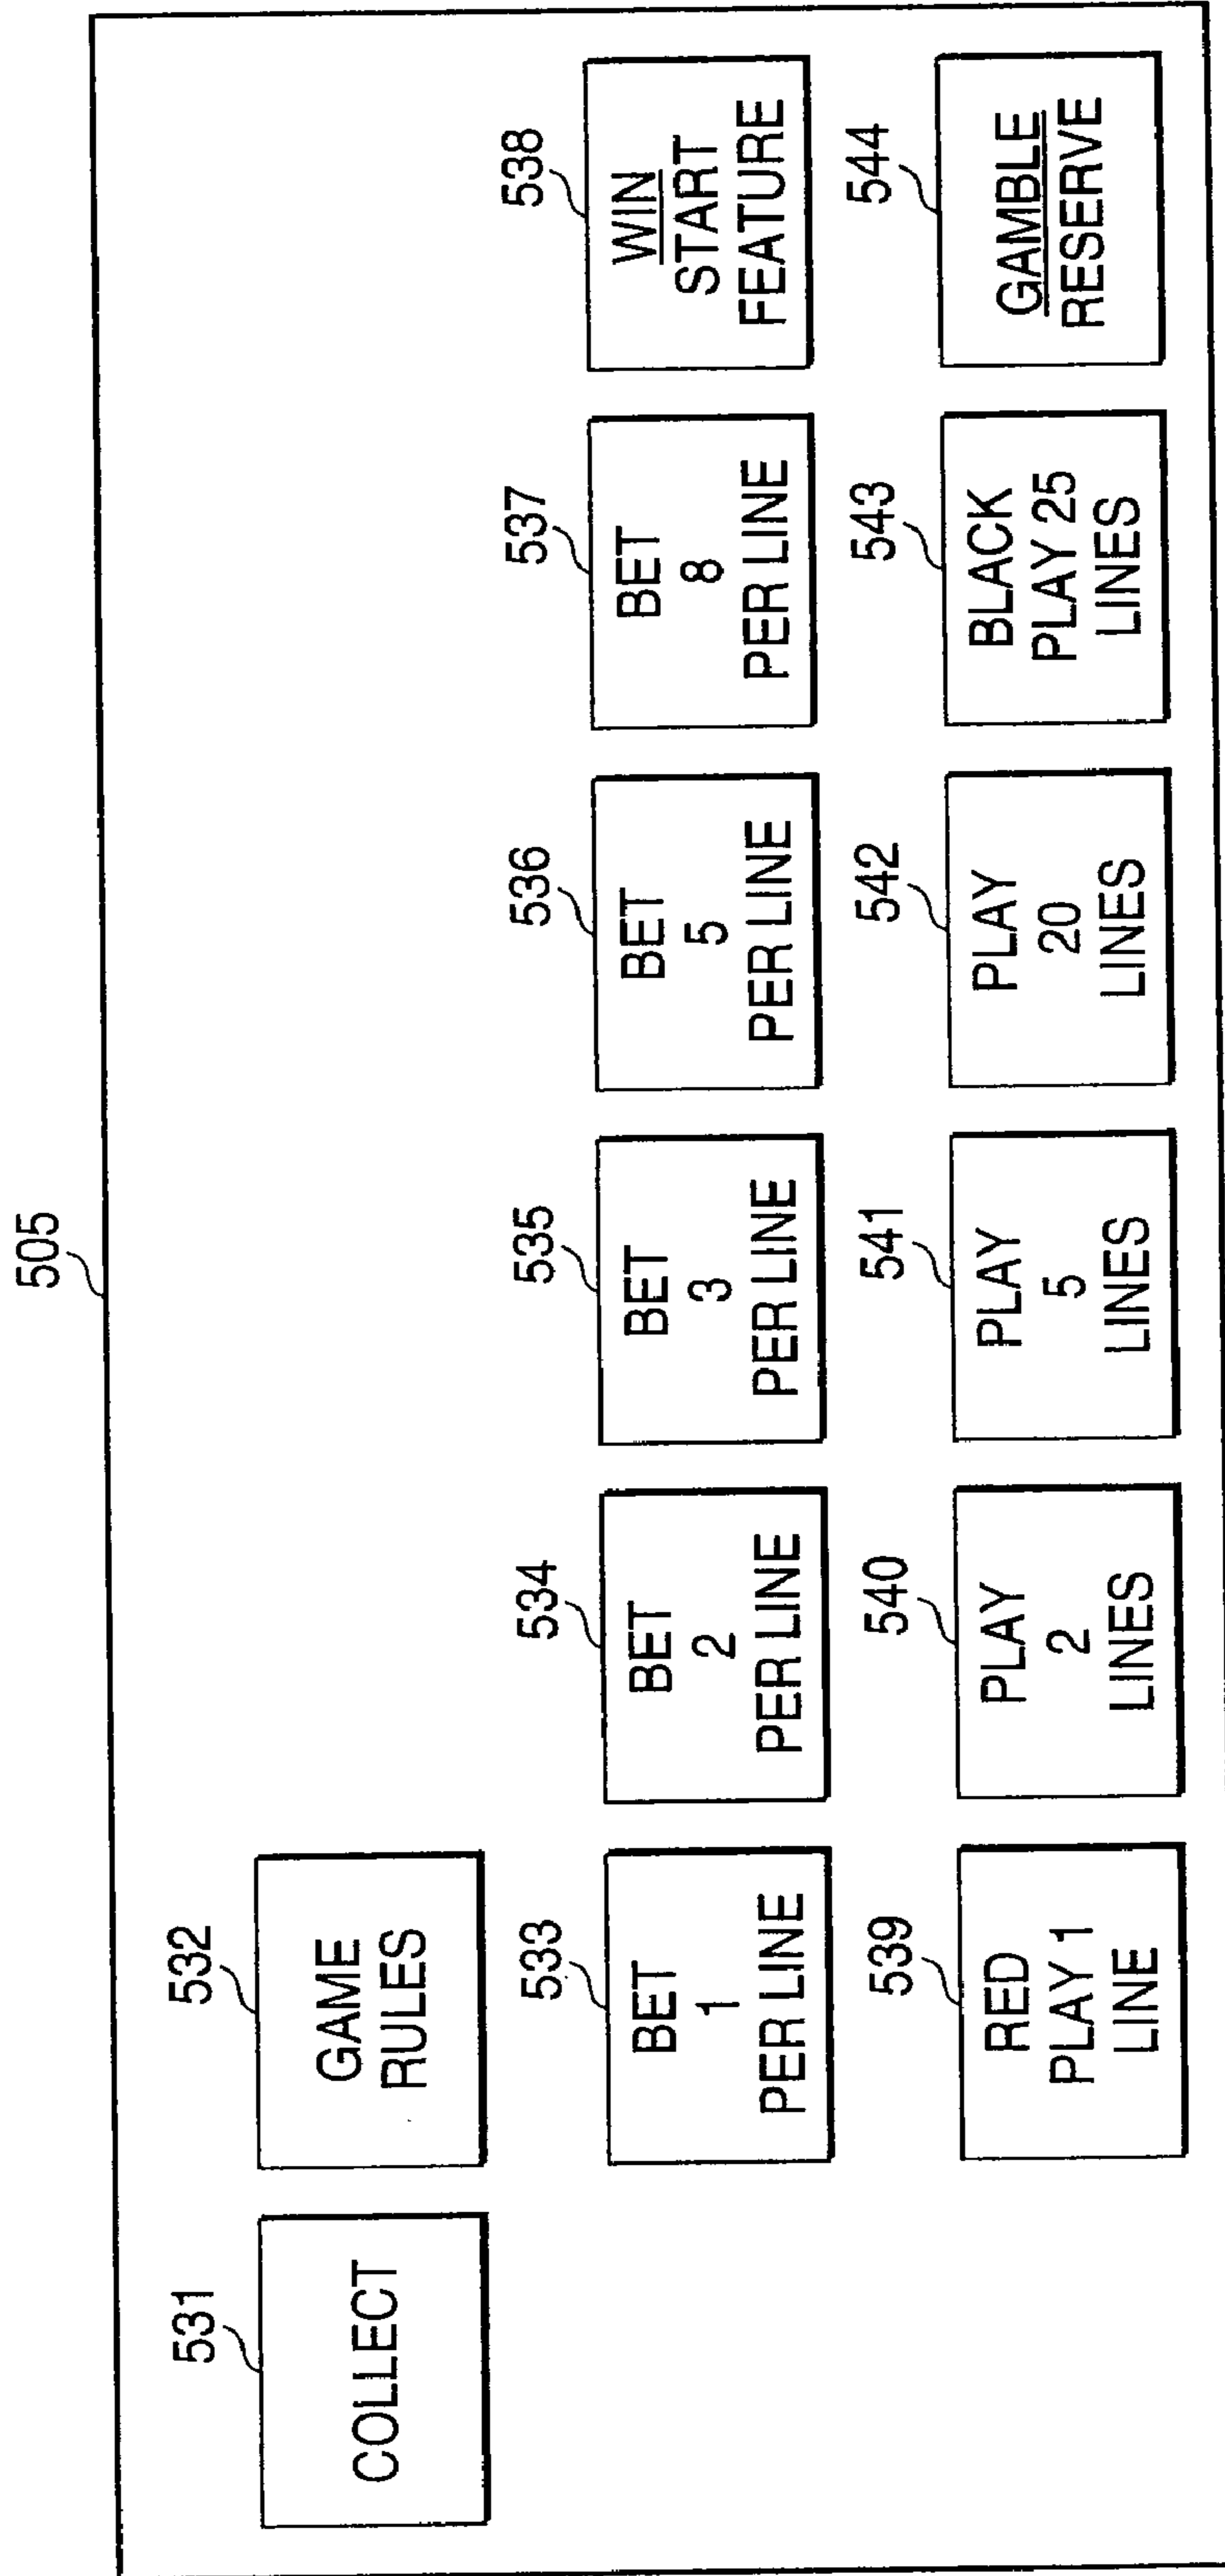 505
531
COLLECT
532
GAME
RULES
533
BET
1
PER LINE
534
BET
2
PER LINE
535
BET
3
PER LINE
536
BET
5
PER LINE
537
BET
8
PER LINE
538
WIN
START
FEATURE
539
RED
PLAY 1
LINE
540
PLAY
2
LINES
541
PLAY
5
LINES
542
PLAY
20
LINES
543
BLACK
PLAY 25
LINES
544
GAMBLE
RESERVE